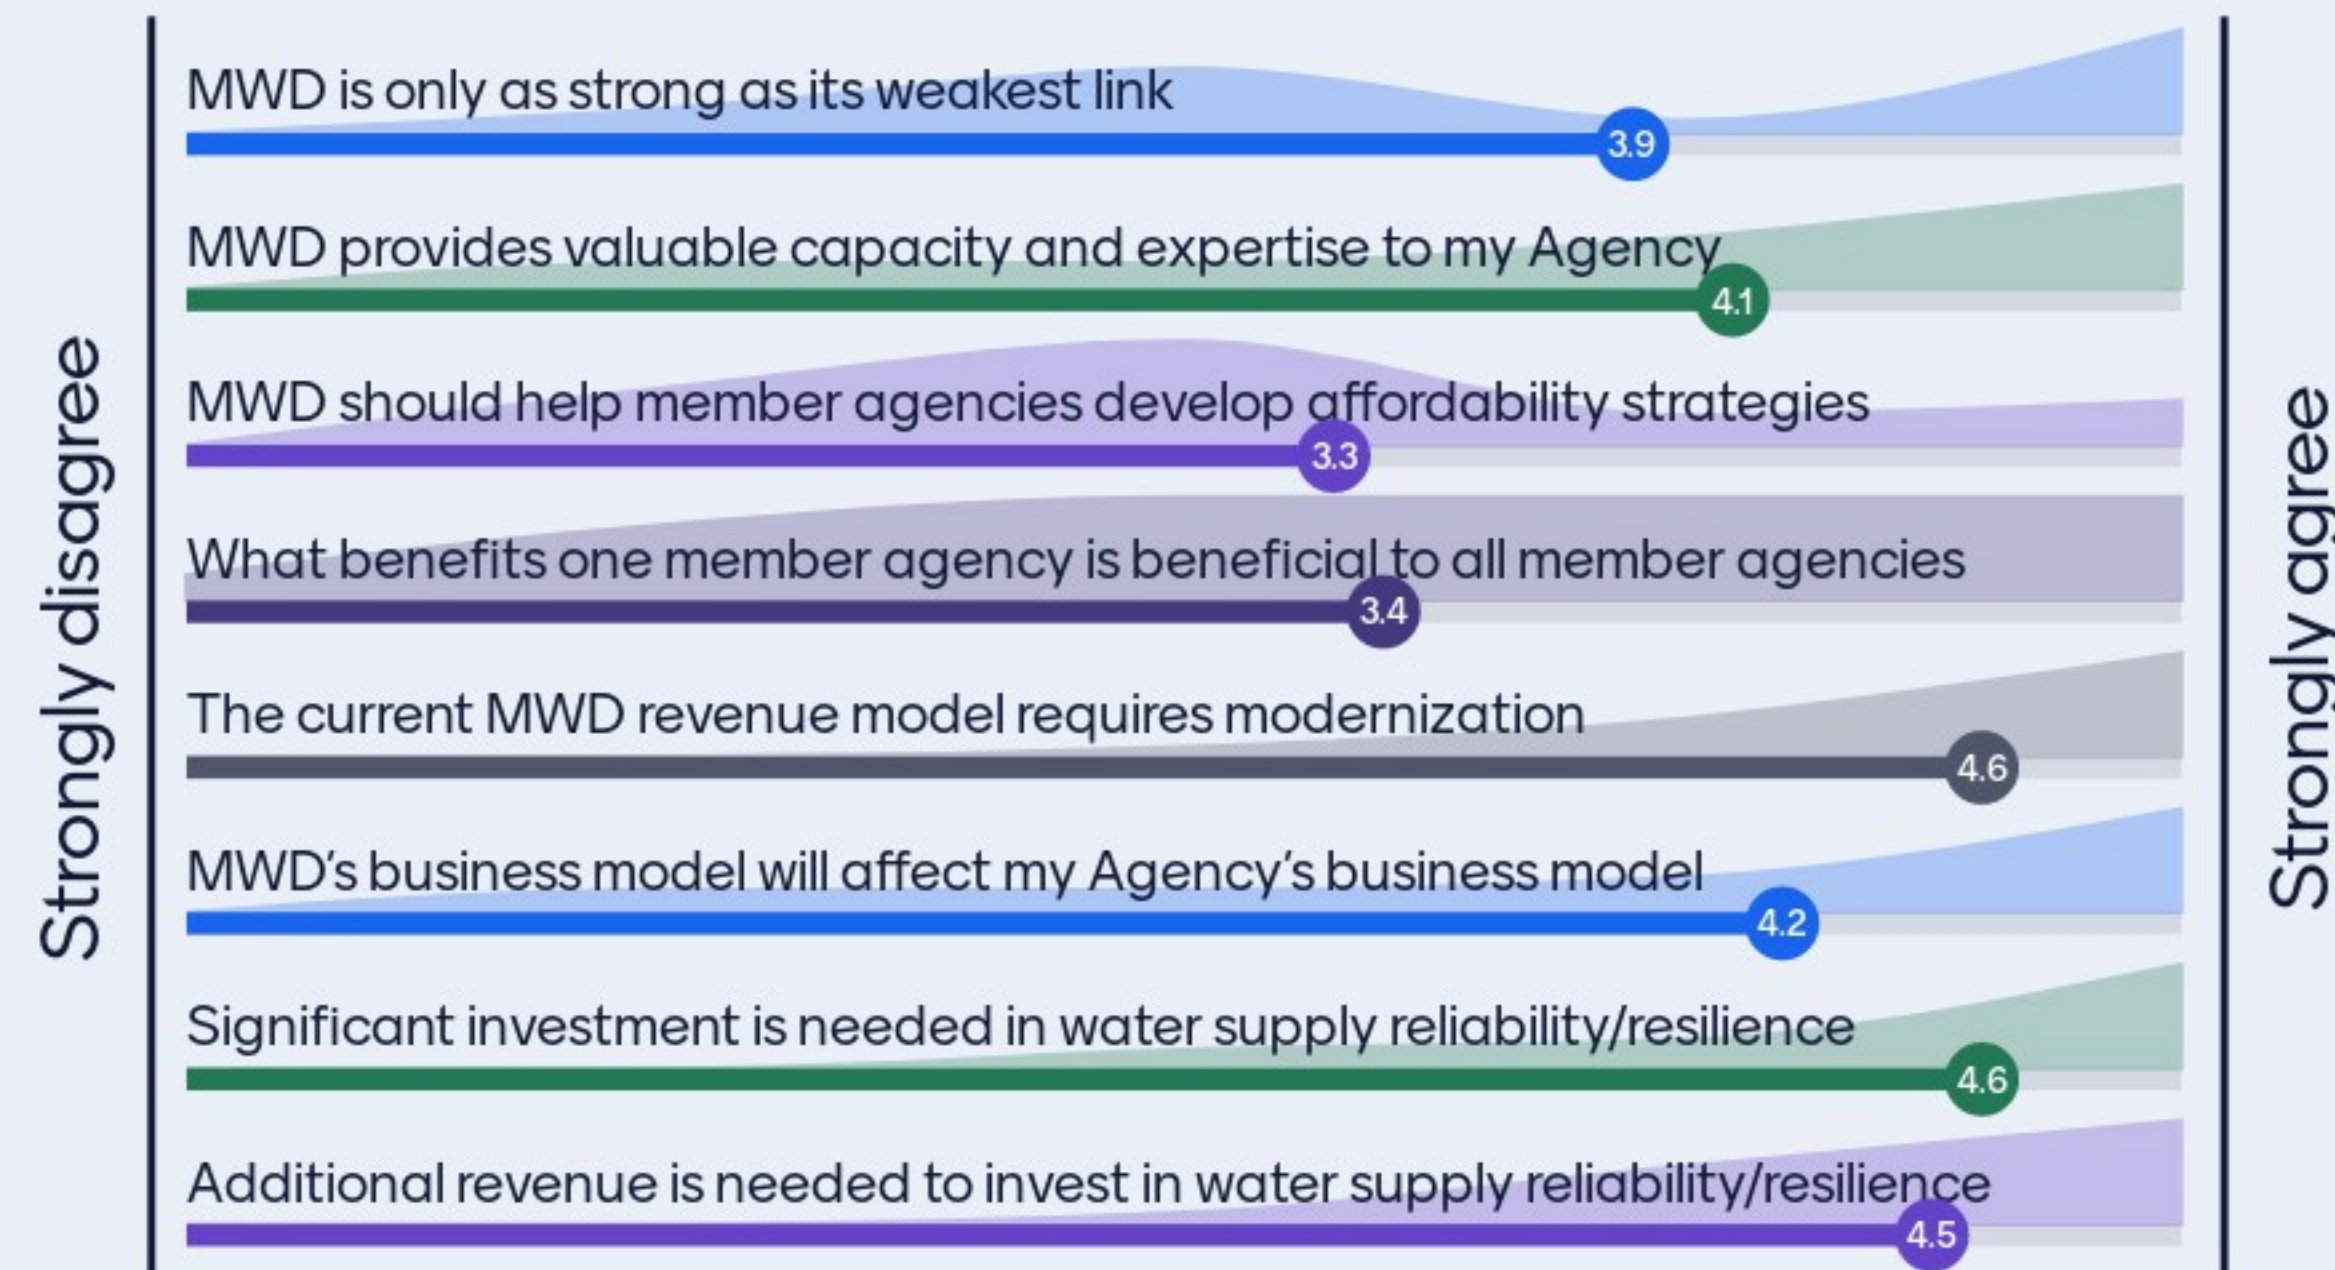 MWD is only as strong as its weakest link
3.9
MWD provides valuable capacity and expertise to my Agency
4.1
MWD should help member agencies develop affordability strategies
3.3
Strongly disagree
What benefits one member agency is beneficial to all member agencies
3.4
Strongly agree
The current MWD revenue model requires modernization
4.6
MWD’s business model will affect my Agency’s business model
4.2
Significant investment is needed in water supply reliability/resilience
4.6
Additional revenue is needed to invest in water supply reliability/resilience
4.5